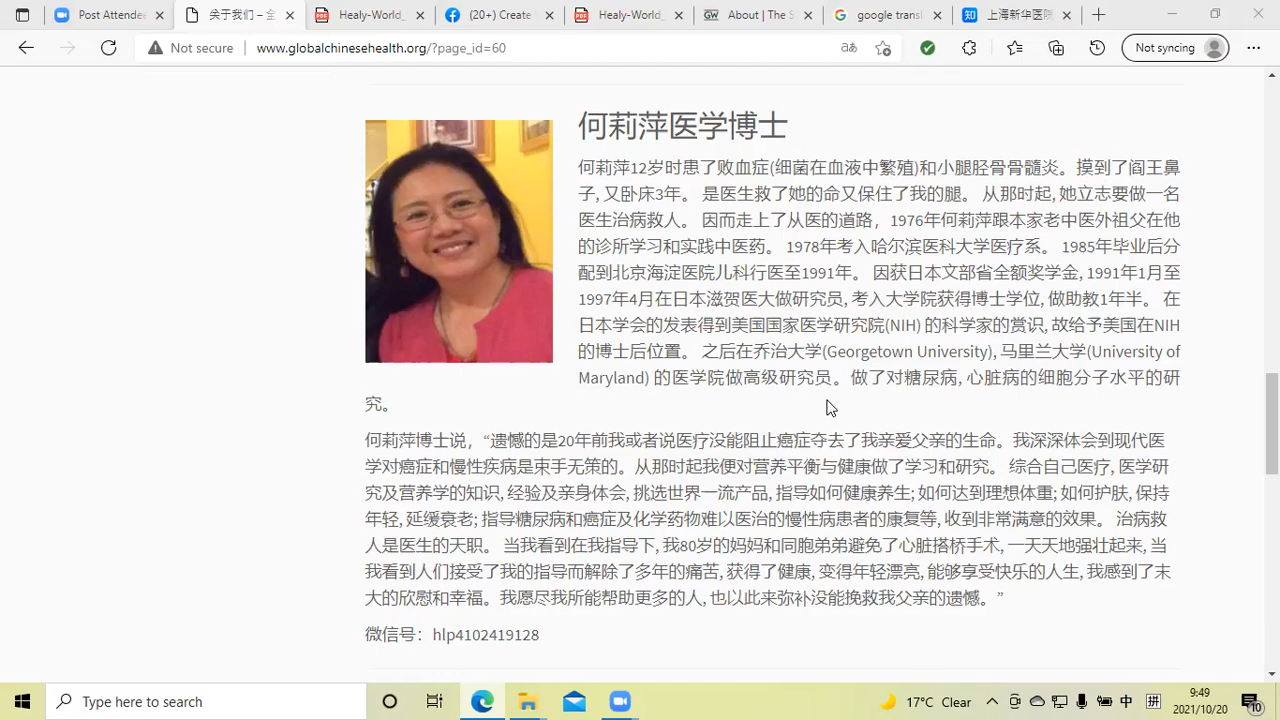 Post Attender
关于我们 – 全
Healy-World_
(20+) Create
Healy-World_
About | The S
google transl
上海新华医院
Not secure
www.globalchinesehealth.org/?page_id=60
Not syncing
何莉萍医学博士
何莉萍12岁时患了败血症(细菌在血液中繁殖)和小腿胫骨骨髓炎。摸到了阎王鼻
子, 又卧床3年。 是医生救了她的命又保住了我的腿。 从那时起, 她立志要做一名
医生治病救人。 因而走上了从医的道路，1976年何莉萍跟本家老中医外祖父在他
的诊所学习和实践中医药。 1978年考入哈尔滨医科大学医疗系。 1985年毕业后分
配到北京海淀医院儿科行医至1991年。 因获日本文部省全额奖学金, 1991年1月至
1997年4月在日本滋贺医大做研究员, 考入大学院获得博士学位, 做助教1年半。 在
日本学会的发表得到美国国家医学研究院(NIH) 的科学家的赏识, 故给予美国在NIH
的博士后位置。 之后在乔治大学(Georgetown University), 马里兰大学(University of
Maryland) 的医学院做高级研究员。做了对糖尿病, 心脏病的细胞分子水平的研
究。
何莉萍博士说，“遗憾的是20年前我或者说医疗没能阻止癌症夺去了我亲爱父亲的生命。我深深体会到现代医
学对癌症和慢性疾病是束手无策的。从那时起我便对营养平衡与健康做了学习和研究。 综合自己医疗, 医学研
究及营养学的知识, 经验及亲身体会, 挑选世界一流产品, 指导如何健康养生; 如何达到理想体重; 如何护肤, 保持
年轻, 延缓衰老; 指导糖尿病和癌症及化学药物难以医治的慢性病患者的康复等, 收到非常满意的效果。 治病救
人是医生的天职。 当我看到在我指导下, 我80岁的妈妈和同胞弟弟避免了心脏搭桥手术, 一天天地强壮起来, 当
我看到人们接受了我的指导而解除了多年的痛苦, 获得了健康, 变得年轻漂亮, 能够享受快乐的人生, 我感到了末
大的欣慰和幸福。我愿尽我所能帮助更多的人, 也以此来弥补没能挽救我父亲的遗憾。”
微信号：hlp4102419128
Type here to search
17°C Clear
中
拼
9:49
2021/10/20
10